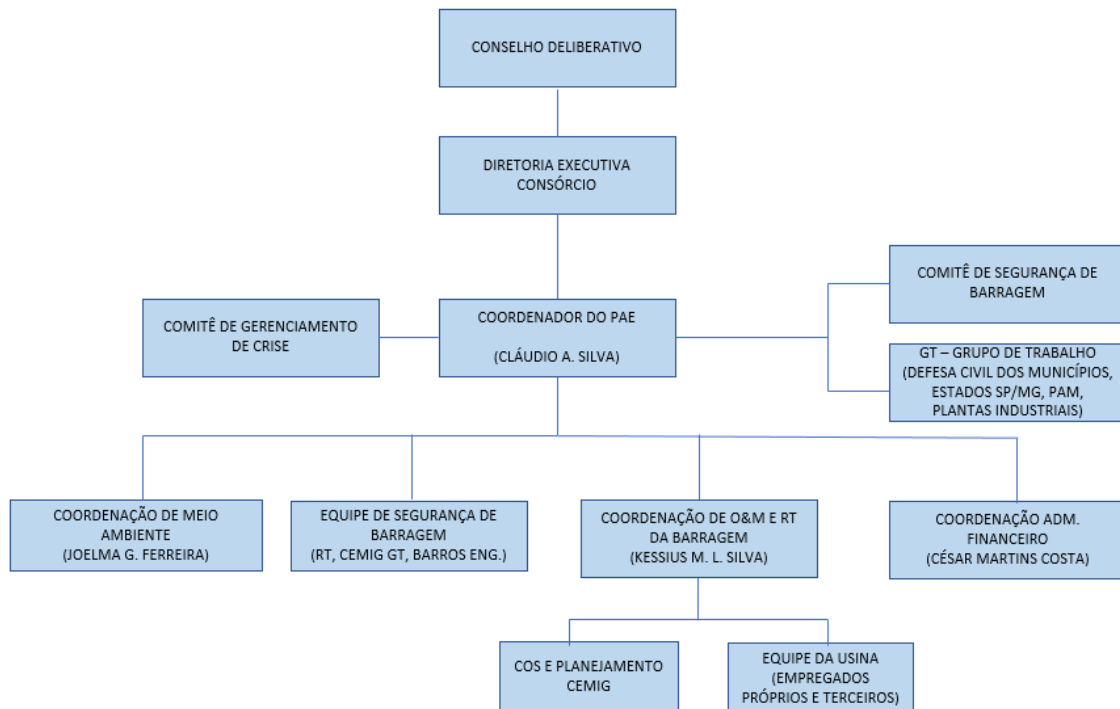 CONSELHO DELIBERATIVO
DIRETORIA EXECUTIVA
CONSÓRCIO
COMITÊ DE SEGURANÇA DE
BARRAGEM
COMITÊ DE GERENCIAMENTO
DE CRISE
COORDENADOR DO PAE
(CLÁUDIO A. SILVA)
GT – GRUPO DE TRABALHO
(DEFESA CIVIL DOS MUNICÍPIOS,
ESTADOS SP/MG, PAM,
PLANTAS INDUSTRIAIS)
COORDENAÇÃO DE MEIO
AMBIENTE
(JOELMA G. FERREIRA)
EQUIPE DE SEGURANÇA DE
BARRAGEM
(RT, CEMIG GT, BARROS ENG.)
COORDENAÇÃO DE O&M E RT
DA BARRAGEM
(KESSIUS M. L. SILVA)
COORDENAÇÃO ADM.
FINANCEIRO
(CÉSAR MARTINS COSTA)
COS E PLANEJAMENTO
CEMIG
EQUIPE DA USINA
(EMPREGADOS
PRÓPRIOS E TERCEIROS)